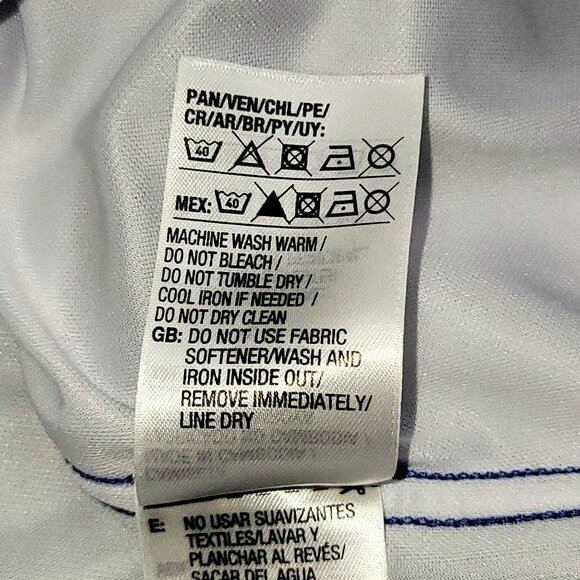 PAN/VEN/CHL/PE/
CR/AR/BR/PY/UY:
40
MEX: 40
MACHINE WASH WARM /
DO NOT BLEACH /
DO NOT TUMBLE DRY /
COOL IRON IF NEEDED /
DO NOT DRY CLEAN
GB: DO NOT USE FABRIC
SOFTENER/WASH AND
IRON INSIDE OUT/
REMOVE IMMEDIATELY/
LINE DRY
E: NO USAR SUAVIZANTES
TEXTILES/LAVAR Y
PLANCHAR AL REVÉS/
SACAR DEL AGUA